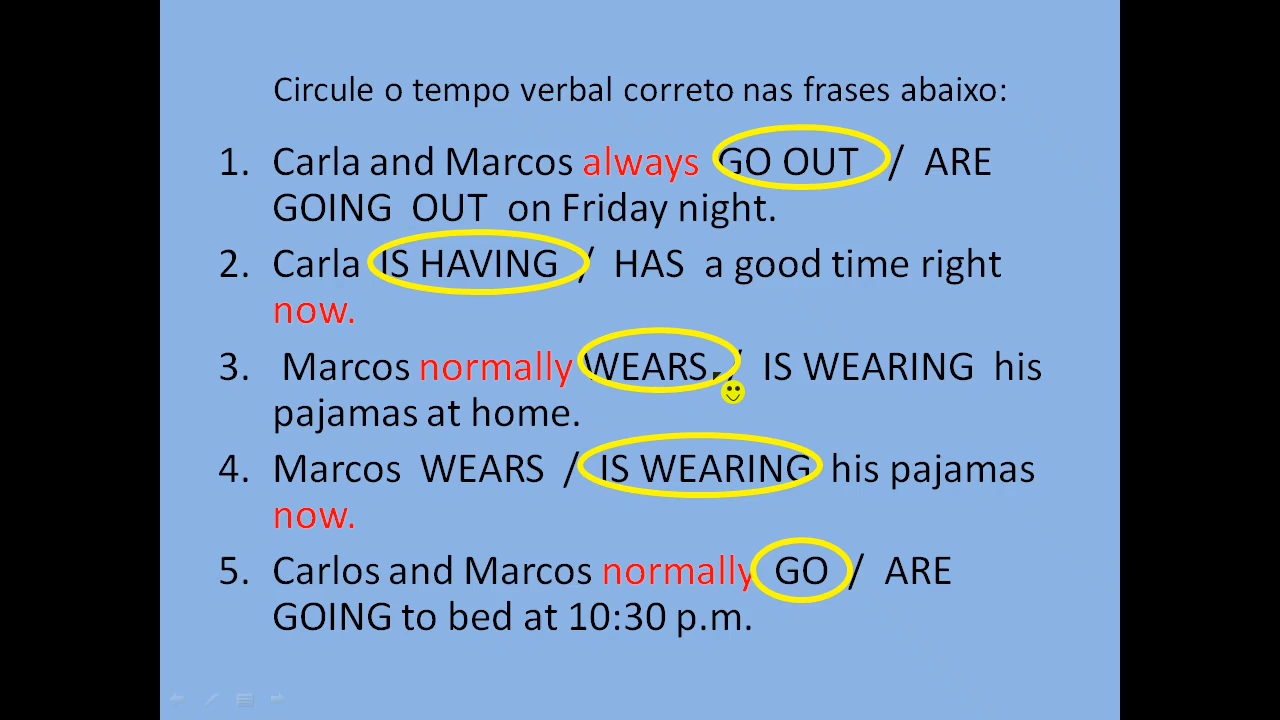 Circule o tempo verbal correto nas frases abaixo:
1. Carla and Marcos always GO OUT / ARE
GOING OUT on Friday night.
2. Carla IS HAVING / HAS a good time right
now.
3. Marcos normally WEARS / IS WEARING his
pajamas at home.
4. Marcos WEARS / IS WEARING his pajamas
now.
5. Carlos and Marcos normally GO / ARE
GOING to bed at 10:30 p.m.